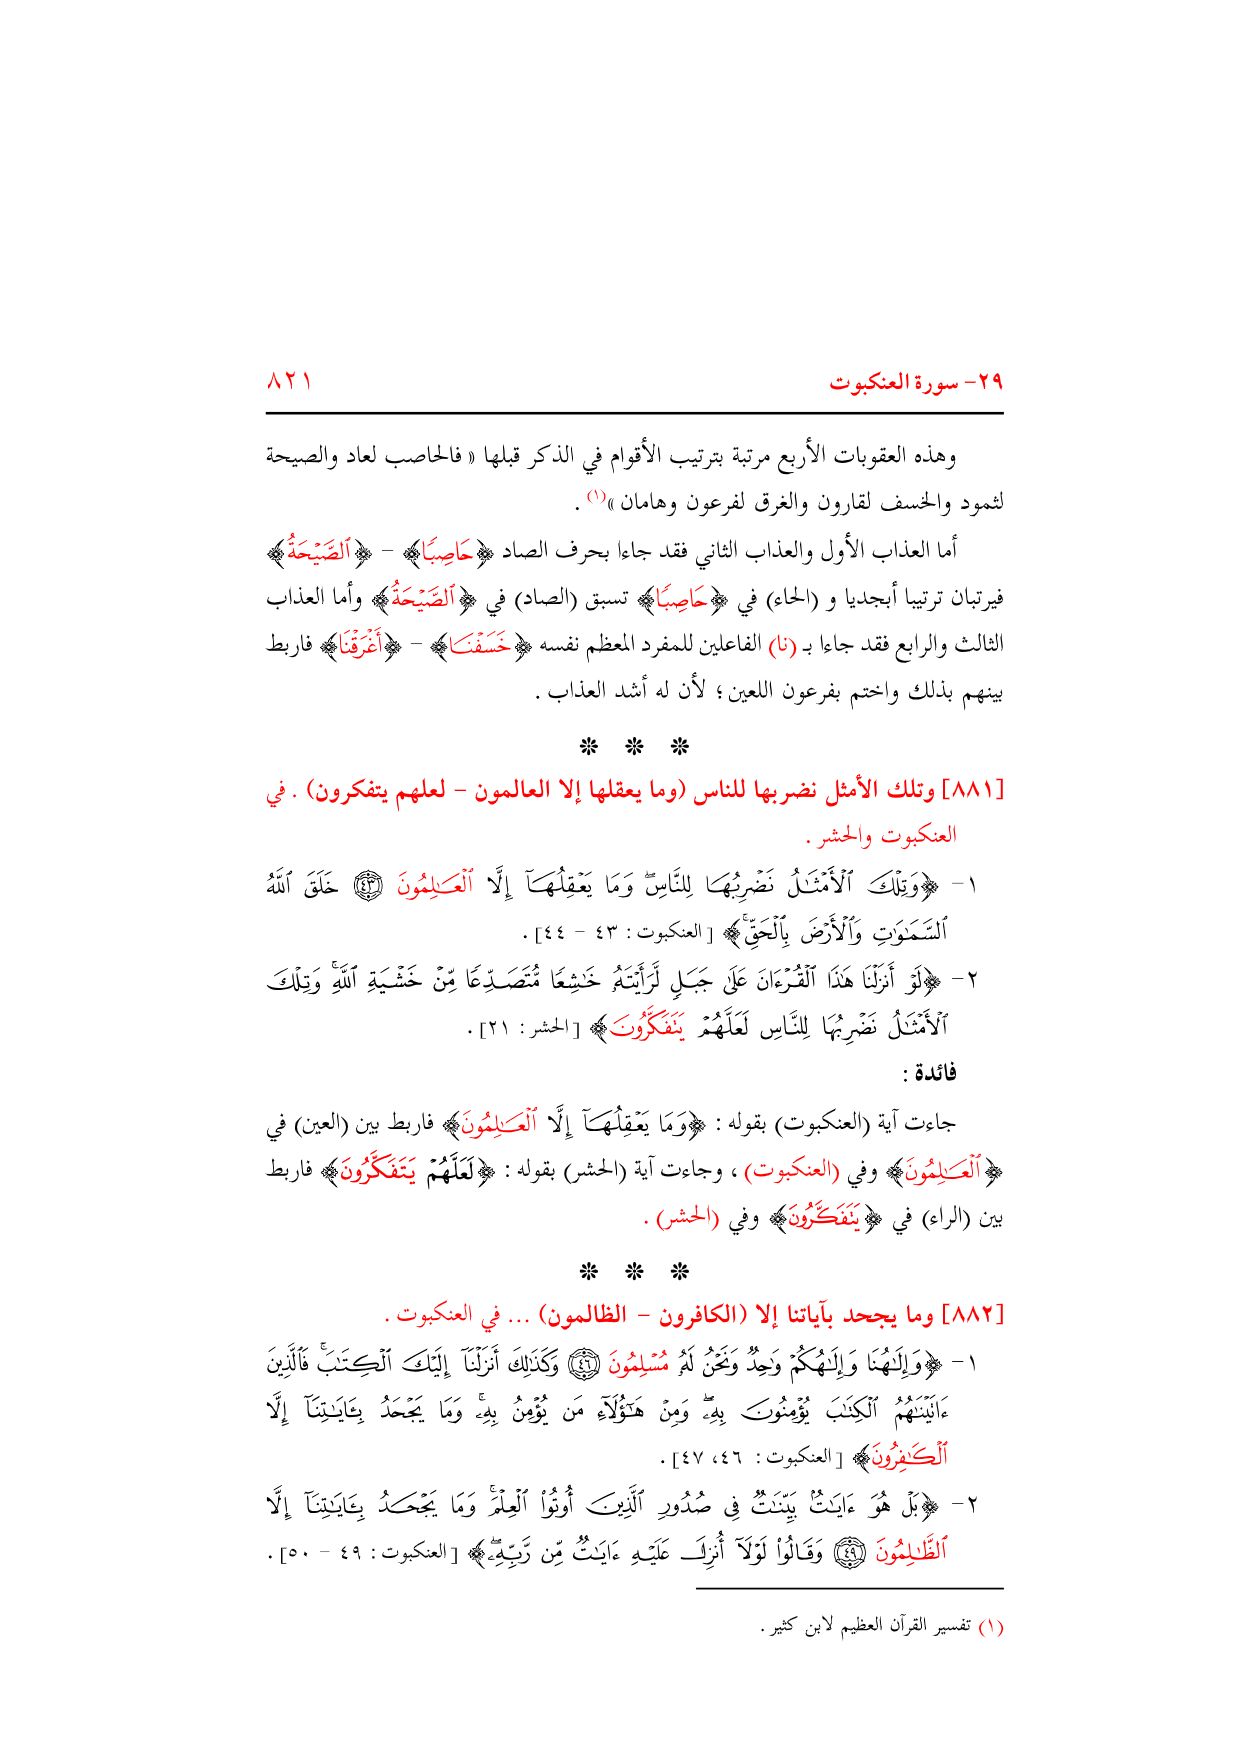 ٢٩- سورة العنكبوت ٨٢١
وهذه العقوبات الأربع مرتبة بترتيب الأقوام في الذكر قبلها « فالحاصب لعاد والصيحة
لثمود والخسف لقارون والغرق لفرعون وهامان »(١) .
أما العذاب الأول والعذاب الثاني فقد جاءا بحرف الصاد ﴿حَاصِبًا﴾ – ﴿ٱلصَّيْحَةُ﴾
فيرتبان ترتيبا أبجديا و (الحاء) في ﴿حَاصِبًا﴾ تسبق (الصاد) في ﴿ٱلصَّيْحَةُ﴾ وأما العذاب
الثالث والرابع فقد جاءا بـ (نا) الفاعلين للمفرد المعظم نفسه ﴿خَسَفْنَا﴾ – ﴿أَغْرَقْنَا﴾ فاربط
بينهم بذلك واختم بفرعون اللعين؛ لأن له أشد العذاب .
❊ ❊ ❊
[٨٨١] وتلك الأمثل نضربها للناس (وما يعقلها إلا العالمون – لعلهم يتفكرون) . في
العنكبوت والحشر .
١- ﴿وَتِلْكَ ٱلْأَمْثَٰلُ نَضْرِبُهَا لِلنَّاسِ ۖ وَمَا يَعْقِلُهَآ إِلَّا ٱلْعَٰلِمُونَ ٤٣ خَلَقَ ٱللَّهُ
ٱلسَّمَٰوَٰتِ وَٱلْأَرْضَ بِٱلْحَقِّ ۚ﴾ [العنكبوت : ٤٣ – ٤٤] .
٢- ﴿لَوْ أَنزَلْنَا هَٰذَا ٱلْقُرْءَانَ عَلَىٰ جَبَلٍ لَّرَأَيْتَهُۥ خَٰشِعًا مُّتَصَدِّعًا مِّنْ خَشْيَةِ ٱللَّهِ ۚ وَتِلْكَ
ٱلْأَمْثَٰلُ نَضْرِبُهَا لِلنَّاسِ لَعَلَّهُمْ يَتَفَكَّرُونَ﴾ [الحشر : ٢١] .
فائدة :
جاءت آية (العنكبوت) بقوله : ﴿وَمَا يَعْقِلُهَآ إِلَّا ٱلْعَٰلِمُونَ﴾ فاربط بين (العين) في
﴿ٱلْعَٰلِمُونَ﴾ وفي (العنكبوت) ، وجاءت آية (الحشر) بقوله : ﴿لَعَلَّهُمْ يَتَفَكَّرُونَ﴾ فاربط
بين (الراء) في ﴿يَتَفَكَّرُونَ﴾ وفي (الحشر) .
❊ ❊ ❊
[٨٨٢] وما يجحد بآياتنا إلا (الكافرون – الظالمون) ... في العنكبوت .
١- ﴿وَإِلَٰهُنَا وَإِلَٰهُكُمْ وَٰحِدٌ وَنَحْنُ لَهُۥ مُسْلِمُونَ ٤٦ وَكَذَٰلِكَ أَنزَلْنَآ إِلَيْكَ ٱلْكِتَٰبَ ۚ فَٱلَّذِينَ
ءَاتَيْنَٰهُمُ ٱلْكِتَٰبَ يُؤْمِنُونَ بِهِۦ ۖ وَمِنْ هَٰٓؤُلَآءِ مَن يُؤْمِنُ بِهِۦ ۚ وَمَا يَجْحَدُ بِـَٔايَٰتِنَآ إِلَّا
ٱلْكَٰفِرُونَ﴾ [العنكبوت : ٤٦، ٤٧] .
٢- ﴿بَلْ هُوَ ءَايَٰتٌۢ بَيِّنَٰتٌ فِى صُدُورِ ٱلَّذِينَ أُوتُوا۟ ٱلْعِلْمَ ۚ وَمَا يَجْحَدُ بِـَٔايَٰتِنَآ إِلَّا
ٱلظَّٰلِمُونَ ٤٩ وَقَالُوا۟ لَوْلَآ أُنزِلَ عَلَيْهِ ءَايَٰتٌ مِّن رَّبِّهِۦ ۖ﴾ [العنكبوت : ٤٩ – ٥٠] .
(١) تفسير القرآن العظيم لابن كثير .